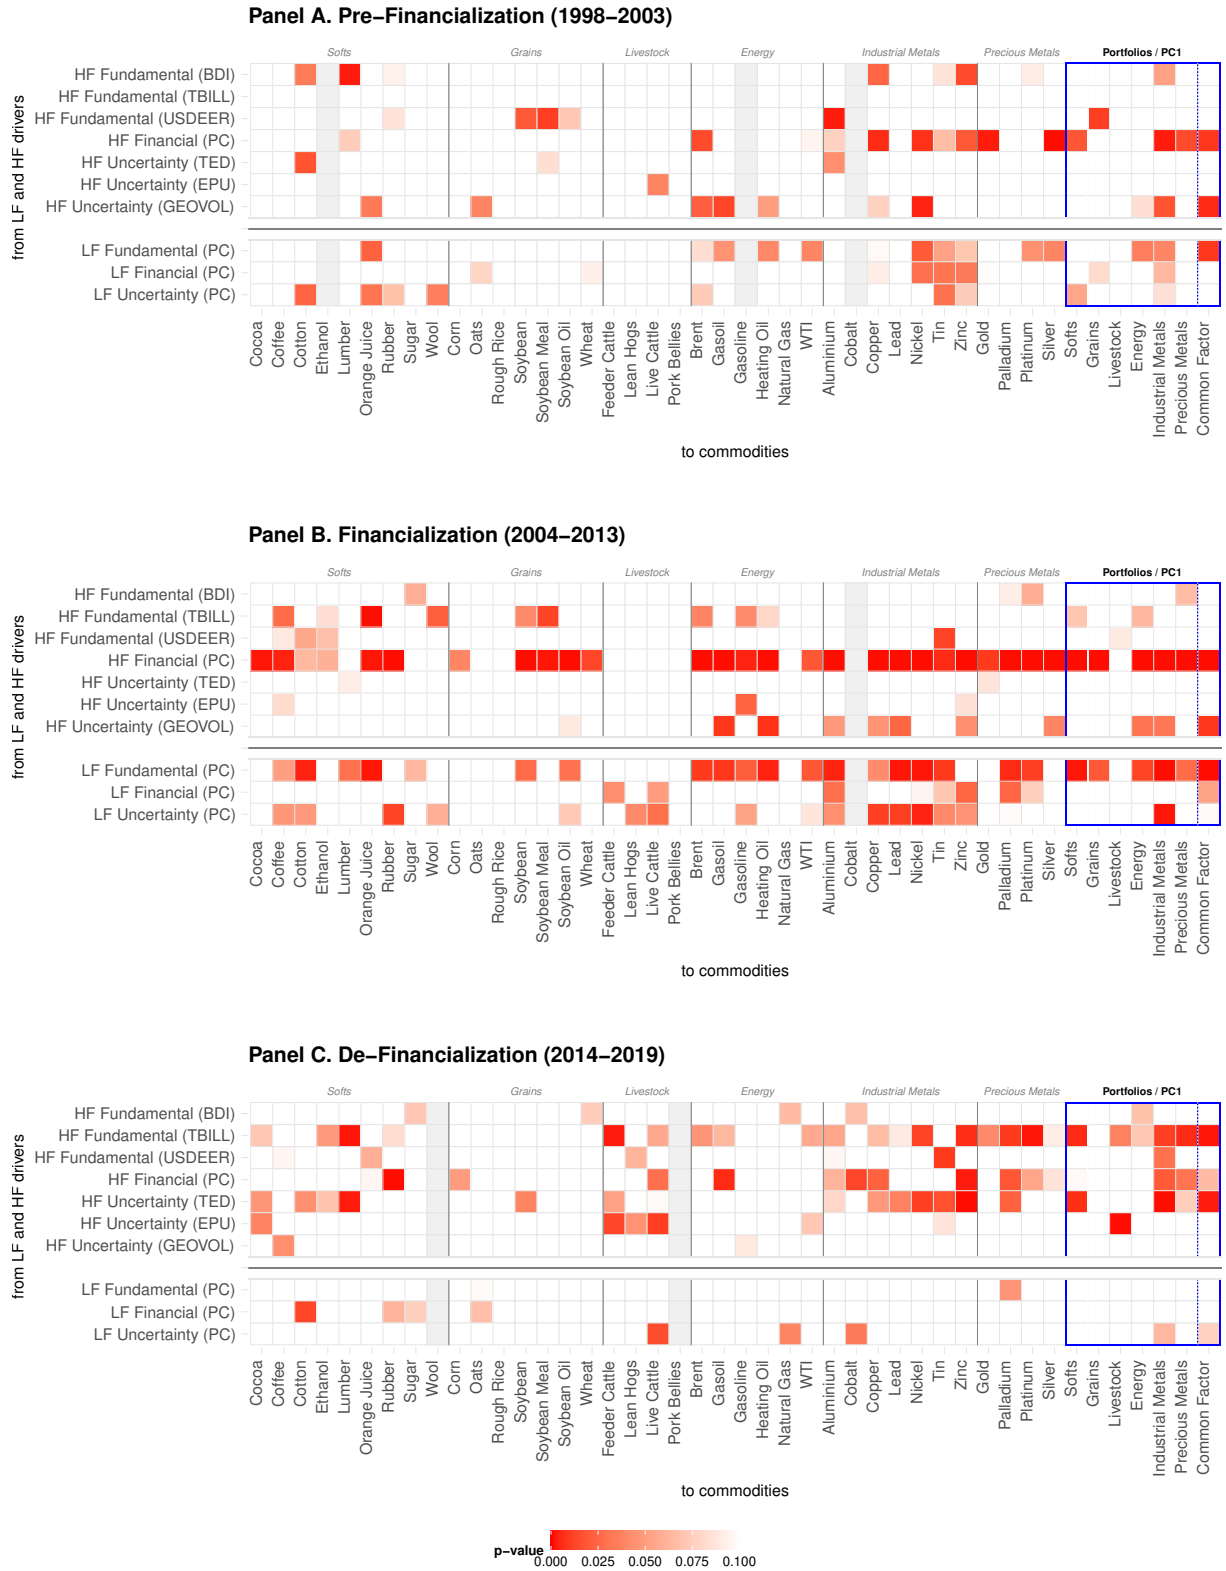 Panel A. Pre−Financialization (1998−2003)
Softs Grains Livestock Energy Industrial Metals Precious Metals Portfolios / PC1
from LF and HF drivers
HF Fundamental (BDI)
HF Fundamental (TBILL)
HF Fundamental (USDEER)
HF Financial (PC)
HF Uncertainty (TED)
HF Uncertainty (EPU)
HF Uncertainty (GEOVOL)
LF Fundamental (PC)
LF Financial (PC)
LF Uncertainty (PC)
Cocoa
Coffee
Cotton
Ethanol
Lumber
Orange Juice
Rubber
Sugar
Wool
Corn
Oats
Rough Rice
Soybean
Soybean Meal
Soybean Oil
Wheat
Feeder Cattle
Lean Hogs
Live Cattle
Pork Bellies
Brent
Gasoil
Gasoline
Heating Oil
Natural Gas
WTI
Aluminium
Cobalt
Copper
Lead
Nickel
Tin
Zinc
Gold
Palladium
Platinum
Silver
Softs
Grains
Livestock
Energy
Industrial Metals
Precious Metals
Common Factor
to commodities
Panel B. Financialization (2004−2013)
Softs Grains Livestock Energy Industrial Metals Precious Metals Portfolios / PC1
from LF and HF drivers
HF Fundamental (BDI)
HF Fundamental (TBILL)
HF Fundamental (USDEER)
HF Financial (PC)
HF Uncertainty (TED)
HF Uncertainty (EPU)
HF Uncertainty (GEOVOL)
LF Fundamental (PC)
LF Financial (PC)
LF Uncertainty (PC)
Cocoa
Coffee
Cotton
Ethanol
Lumber
Orange Juice
Rubber
Sugar
Wool
Corn
Oats
Rough Rice
Soybean
Soybean Meal
Soybean Oil
Wheat
Feeder Cattle
Lean Hogs
Live Cattle
Pork Bellies
Brent
Gasoil
Gasoline
Heating Oil
Natural Gas
WTI
Aluminium
Cobalt
Copper
Lead
Nickel
Tin
Zinc
Gold
Palladium
Platinum
Silver
Softs
Grains
Livestock
Energy
Industrial Metals
Precious Metals
Common Factor
to commodities
Panel C. De−Financialization (2014−2019)
Softs Grains Livestock Energy Industrial Metals Precious Metals Portfolios / PC1
from LF and HF drivers
HF Fundamental (BDI)
HF Fundamental (TBILL)
HF Fundamental (USDEER)
HF Financial (PC)
HF Uncertainty (TED)
HF Uncertainty (EPU)
HF Uncertainty (GEOVOL)
LF Fundamental (PC)
LF Financial (PC)
LF Uncertainty (PC)
Cocoa
Coffee
Cotton
Ethanol
Lumber
Orange Juice
Rubber
Sugar
Wool
Corn
Oats
Rough Rice
Soybean
Soybean Meal
Soybean Oil
Wheat
Feeder Cattle
Lean Hogs
Live Cattle
Pork Bellies
Brent
Gasoil
Gasoline
Heating Oil
Natural Gas
WTI
Aluminium
Cobalt
Copper
Lead
Nickel
Tin
Zinc
Gold
Palladium
Platinum
Silver
Softs
Grains
Livestock
Energy
Industrial Metals
Precious Metals
Common Factor
to commodities
p−value
0.000 0.025 0.050 0.075 0.100